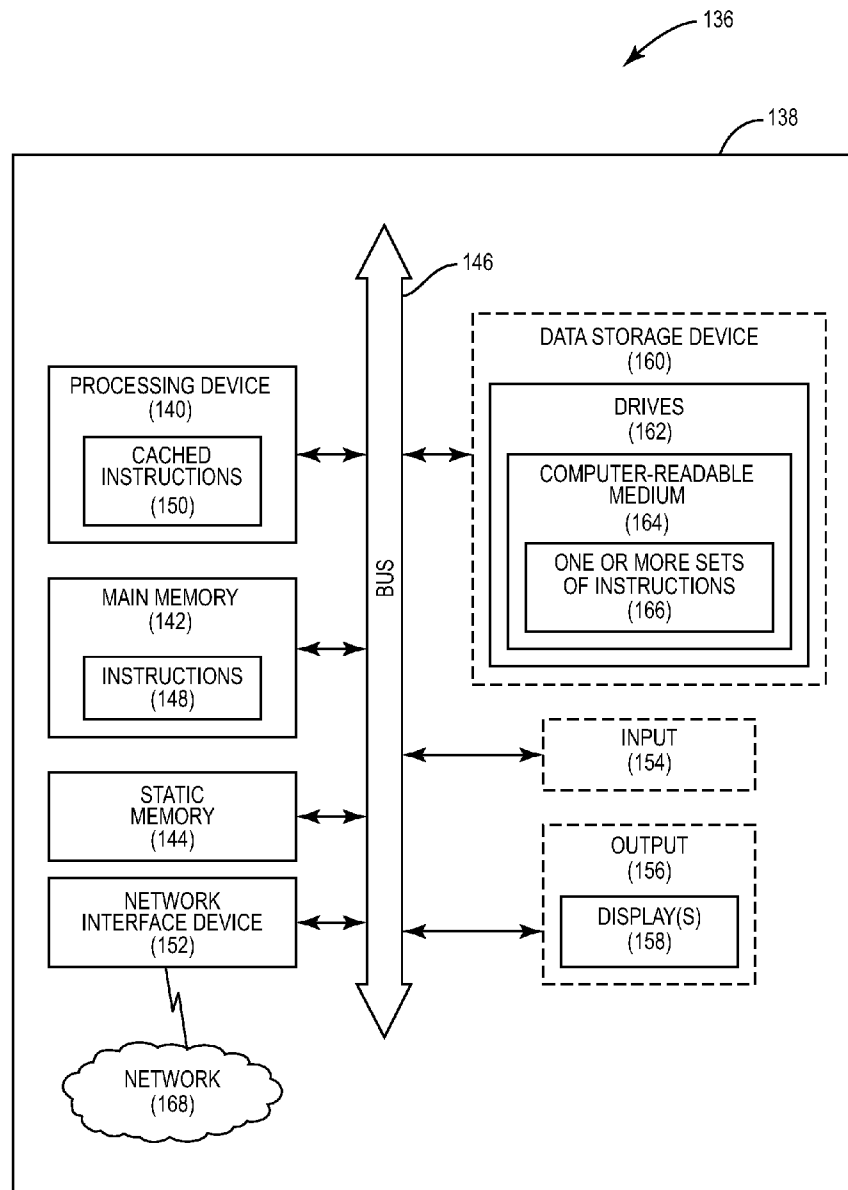 136
138
146
PROCESSING DEVICE
(140)
CACHED
INSTRUCTIONS
(150)
MAIN MEMORY
(142)
INSTRUCTIONS
(148)
STATIC
MEMORY
(144)
NETWORK
INTERFACE DEVICE
(152)
NETWORK
(168)
BUS
DATA STORAGE DEVICE
(160)
DRIVES
(162)
COMPUTER-READABLE
MEDIUM
(164)
ONE OR MORE SETS
OF INSTRUCTIONS
(166)
INPUT
(154)
OUTPUT
(156)
DISPLAY(S)
(158)